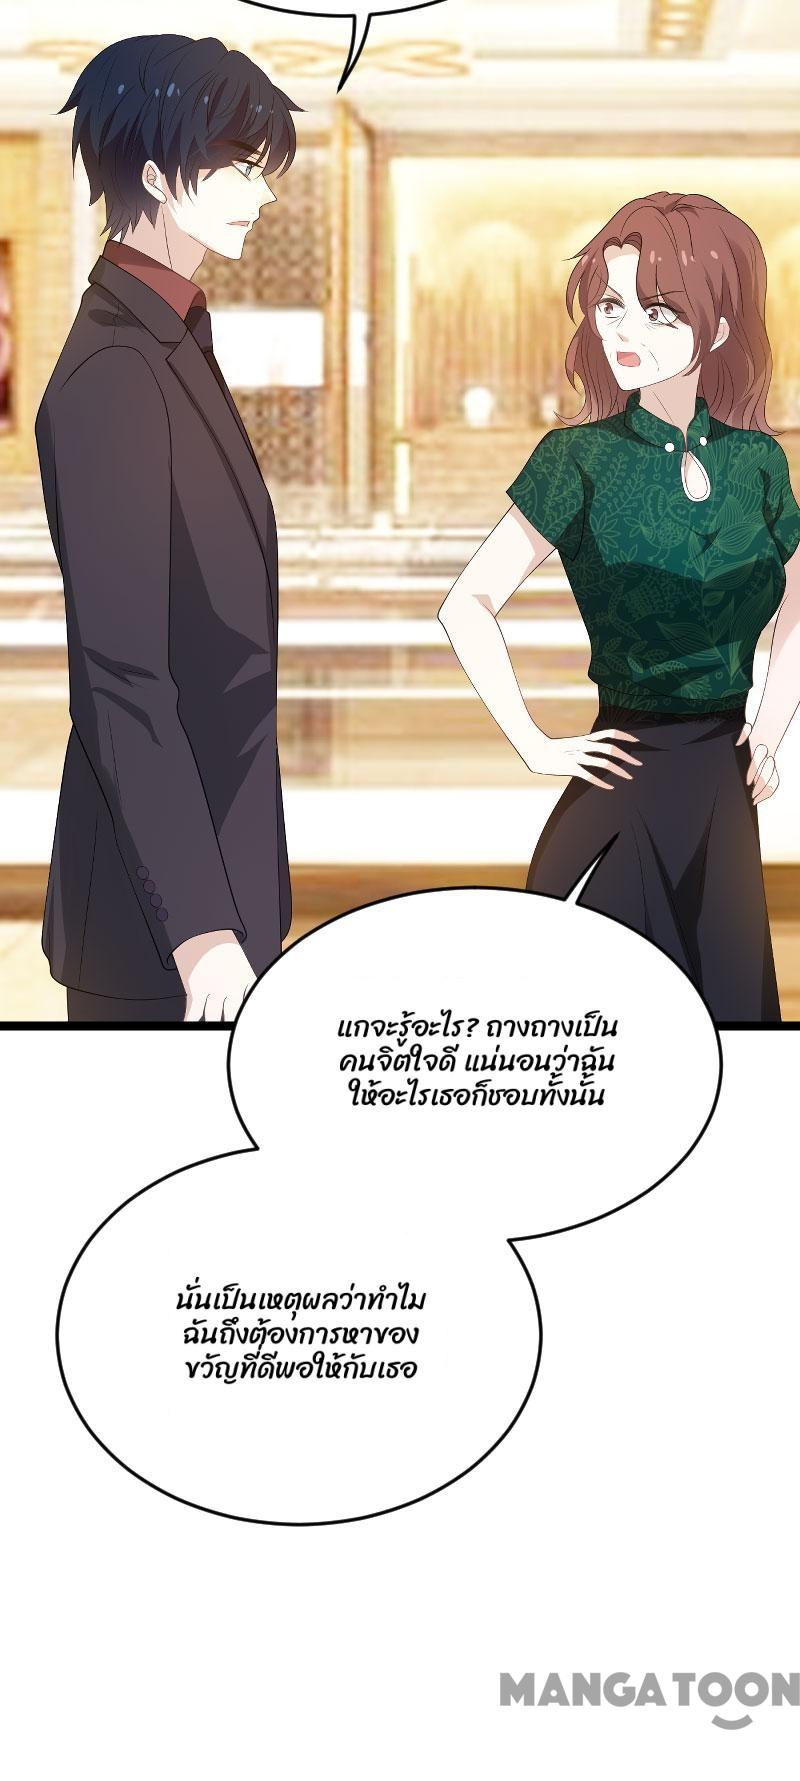 แกจะรู้อะไร? ถางถางเป็น
คนจิตใจดี แน่นอนว่าฉัน
ให้อะไรเธอก็ชอบทั้งนั้น
นั่นเป็นเหตุผลว่าทำไม
ฉันถึงต้องการหาของ
ขวัญที่ดีพอให้กับเธอ
MANGA TOON